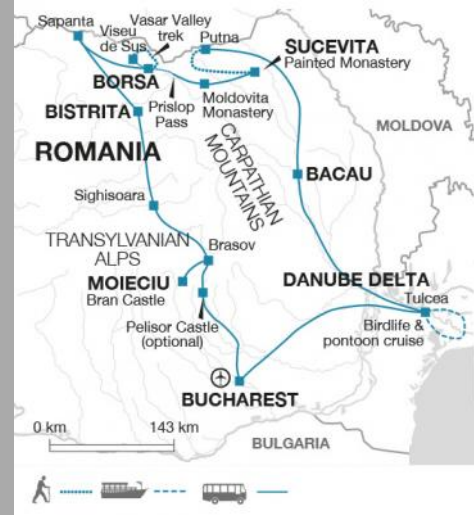 Sapanta
Viseu
de Sus
Vasar Valley
trek
Putna
SUCEVITA
Painted Monastery
BORSA
BISTRITA
Prislop
Pass
Moldovita
Monastery
MOLDOVA
ROMANIA
CARPATHIAN
MOUNTAINS
BACAU
Sighisoara
TRANSYLVANIAN
ALPS
Brasov
MOIECIU
Bran Castle
DANUBE DELTA
Tulcea
Birdlife &
pontoon cruise
Pelisor Castle
(optional)
BUCHAREST
0 km
143 km
BULGARIA